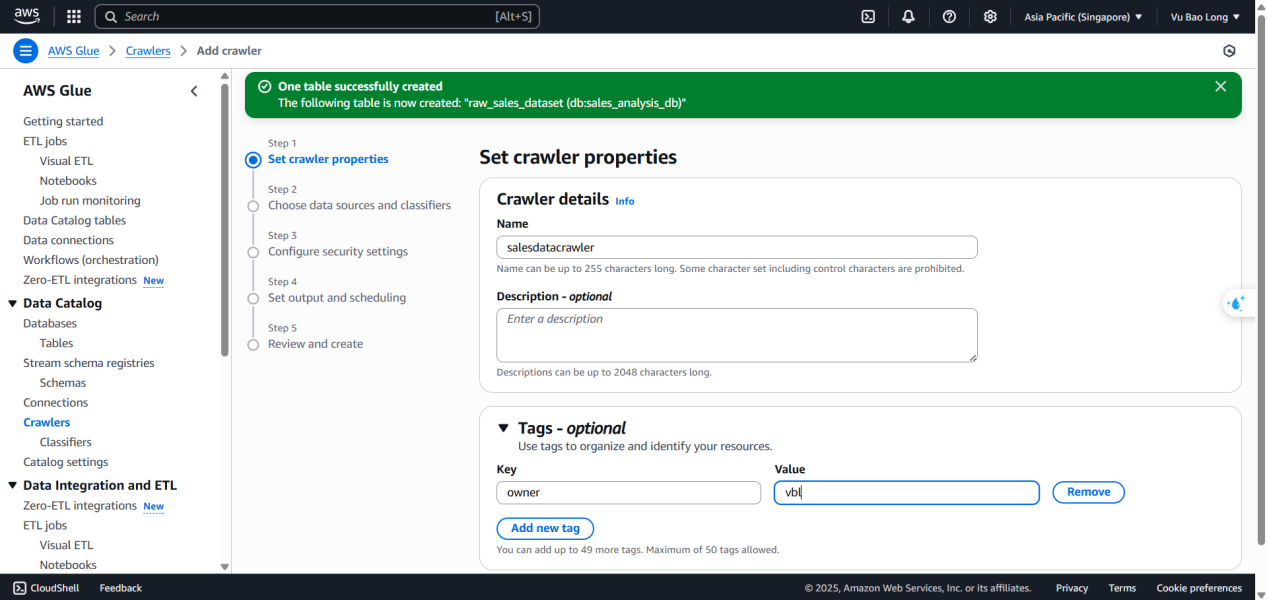 aws
Search [Alt+S]
Asia Pacific (Singapore) ▼
Vu Bao Long ▼
AWS Glue > Crawlers > Add crawler
AWS Glue
Getting started
ETL jobs
Visual ETL
Notebooks
Job run monitoring
Data Catalog tables
Data connections
Workflows (orchestration)
Zero-ETL integrations New
Data Catalog
Databases
Tables
Stream schema registries
Schemas
Connections
Crawlers
Classifiers
Catalog settings
Data Integration and ETL
Zero-ETL integrations New
ETL jobs
Visual ETL
Notebooks
One table successfully created
The following table is now created: "raw_sales_dataset (db:sales_analysis_db)"
Step 1
Set crawler properties
Step 2
Choose data sources and classifiers
Step 3
Configure security settings
Step 4
Set output and scheduling
Step 5
Review and create
Set crawler properties
Crawler details Info
Name
salesdatacrawler
Name can be up to 255 characters long. Some character set including control characters are prohibited.
Description - optional
Enter a description
Descriptions can be up to 2048 characters long.
Tags - optional
Use tags to organize and identify your resources.
Key Value
owner vbl Remove
Add new tag
You can add up to 49 more tags. Maximum of 50 tags allowed.
CloudShell Feedback © 2025, Amazon Web Services, Inc. or its affiliates. Privacy Terms Cookie preferences